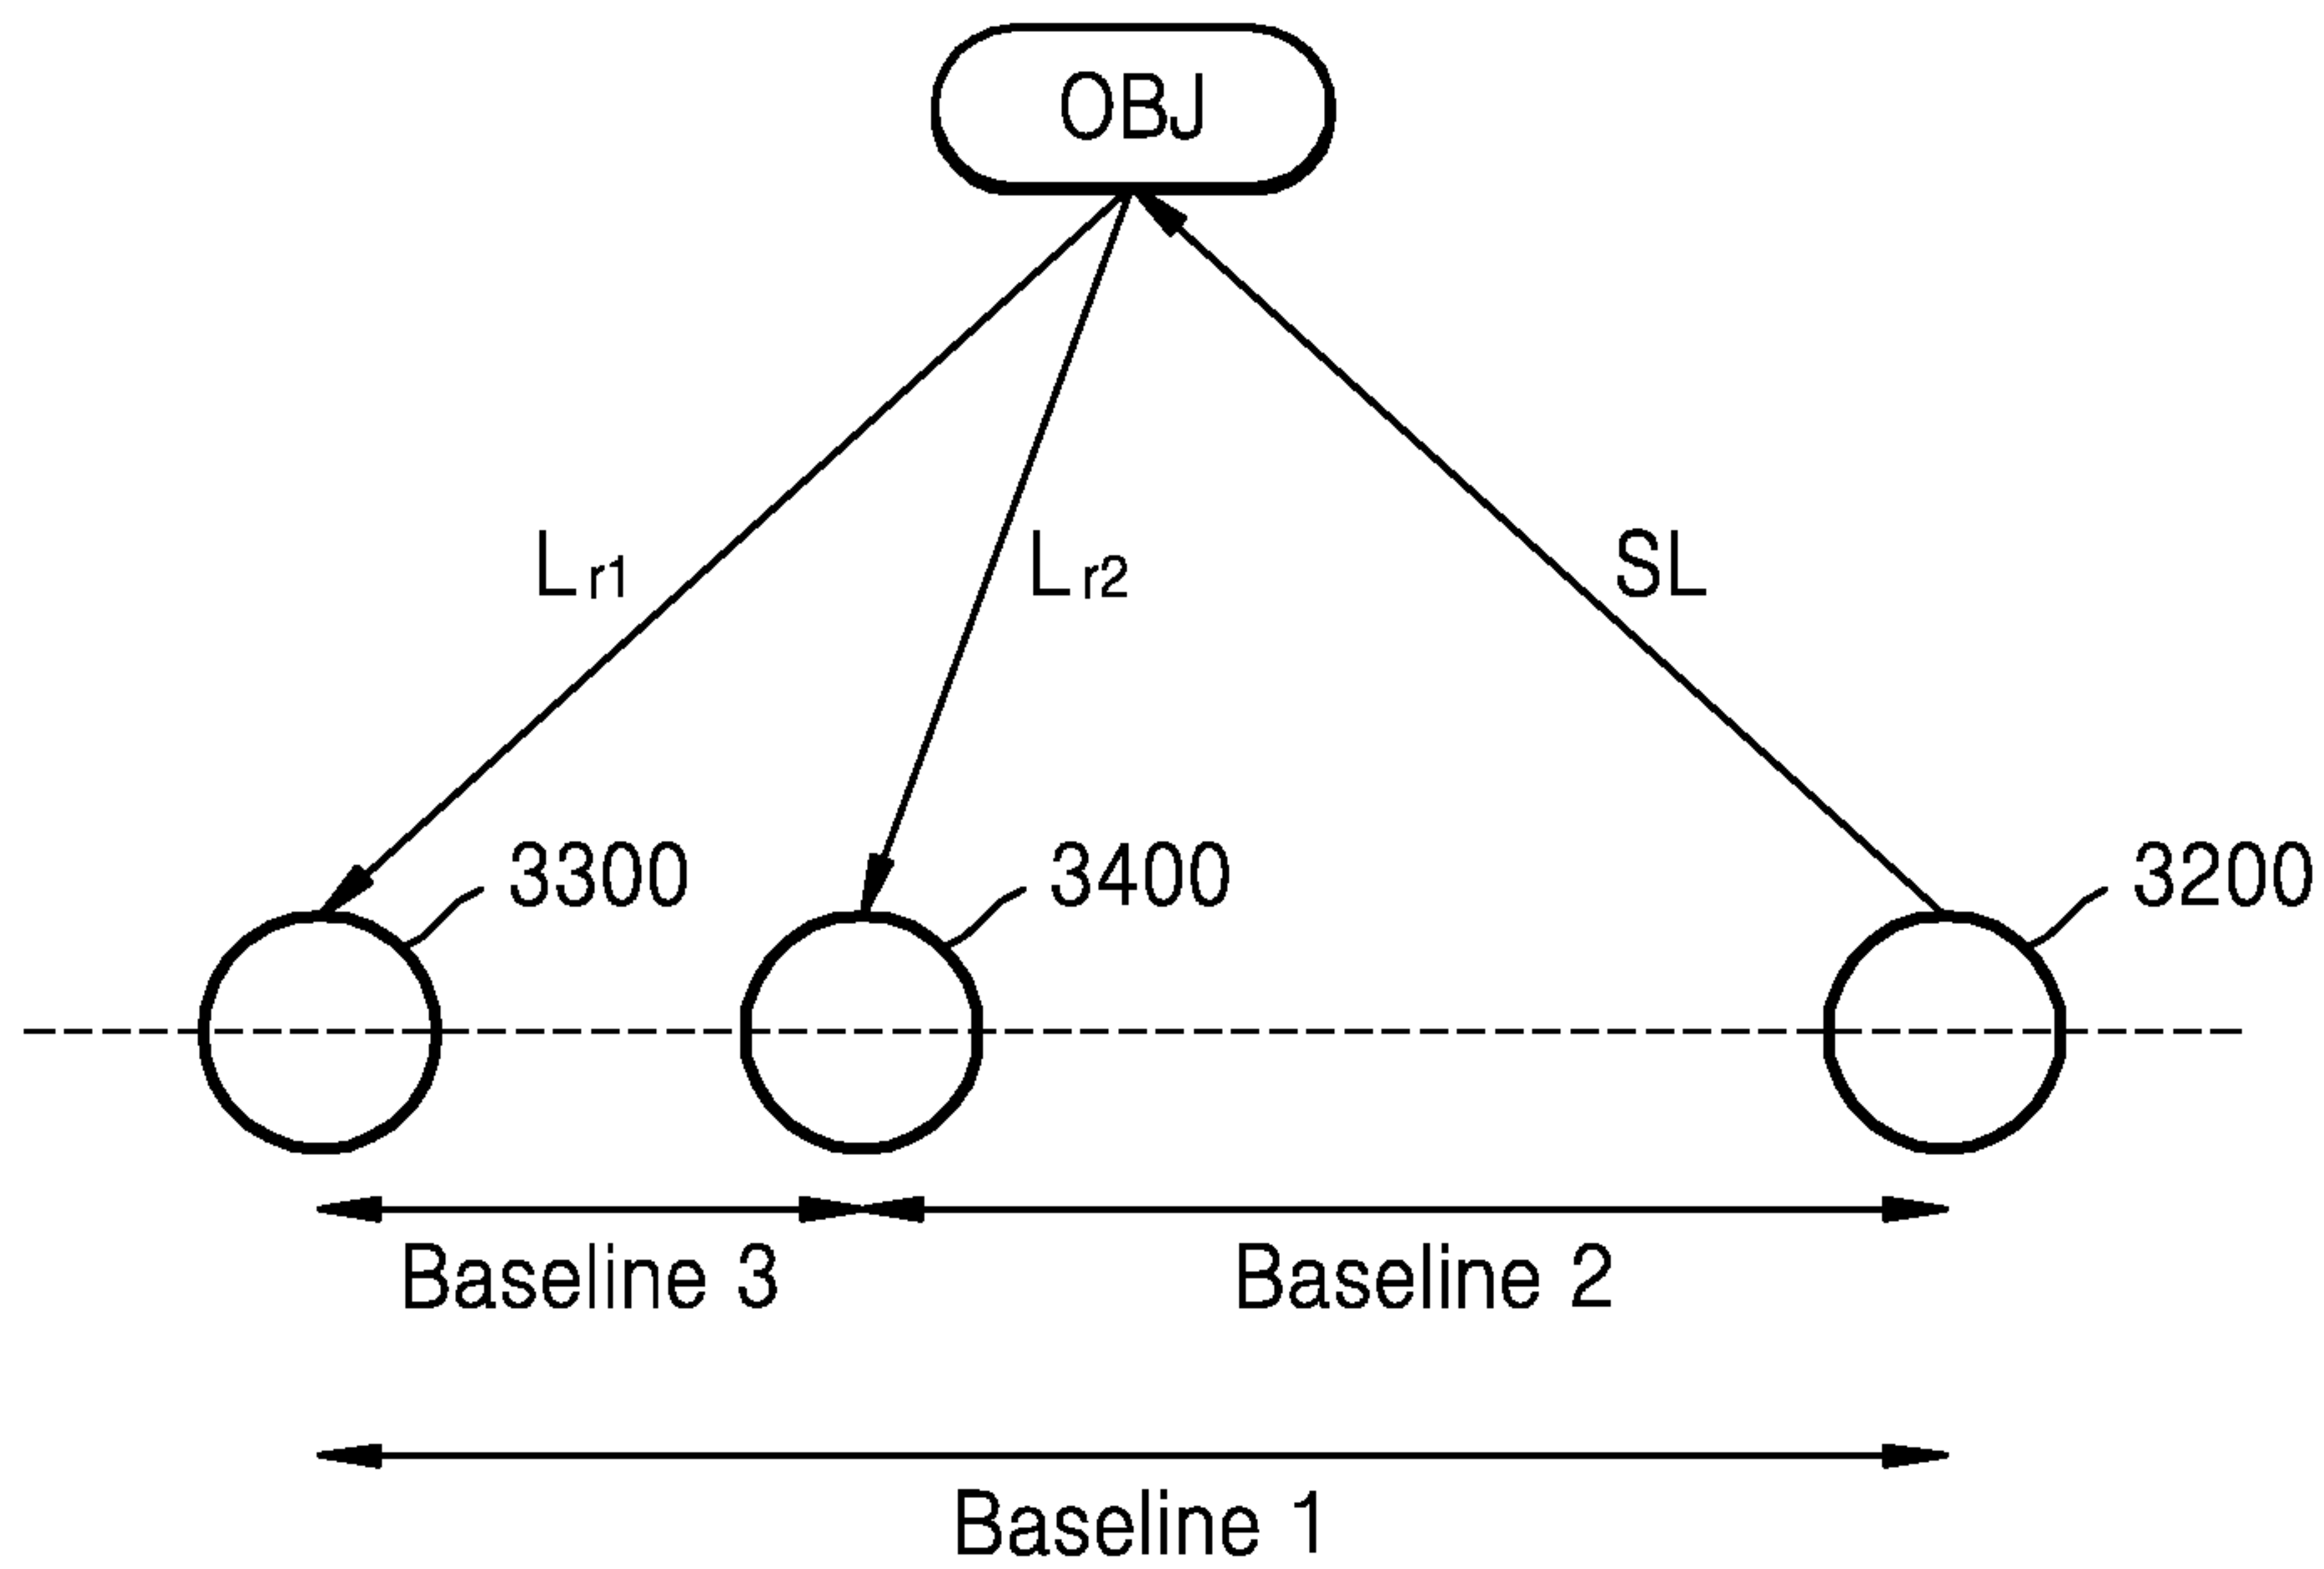 OBJ
Lr1
Lr2
SL
3300
3400
3200
Baseline 3
Baseline 2
Baseline 1